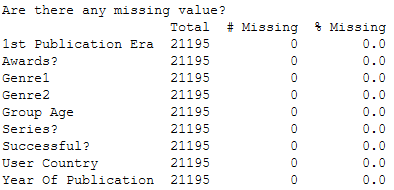 Are there any missing value?
Total # Missing % Missing
1st Publication Era 21195 0 0.0
Awards? 21195 0 0.0
Genre1 21195 0 0.0
Genre2 21195 0 0.0
Group Age 21195 0 0.0
Series? 21195 0 0.0
Successful? 21195 0 0.0
User Country 21195 0 0.0
Year Of Publication 21195 0 0.0